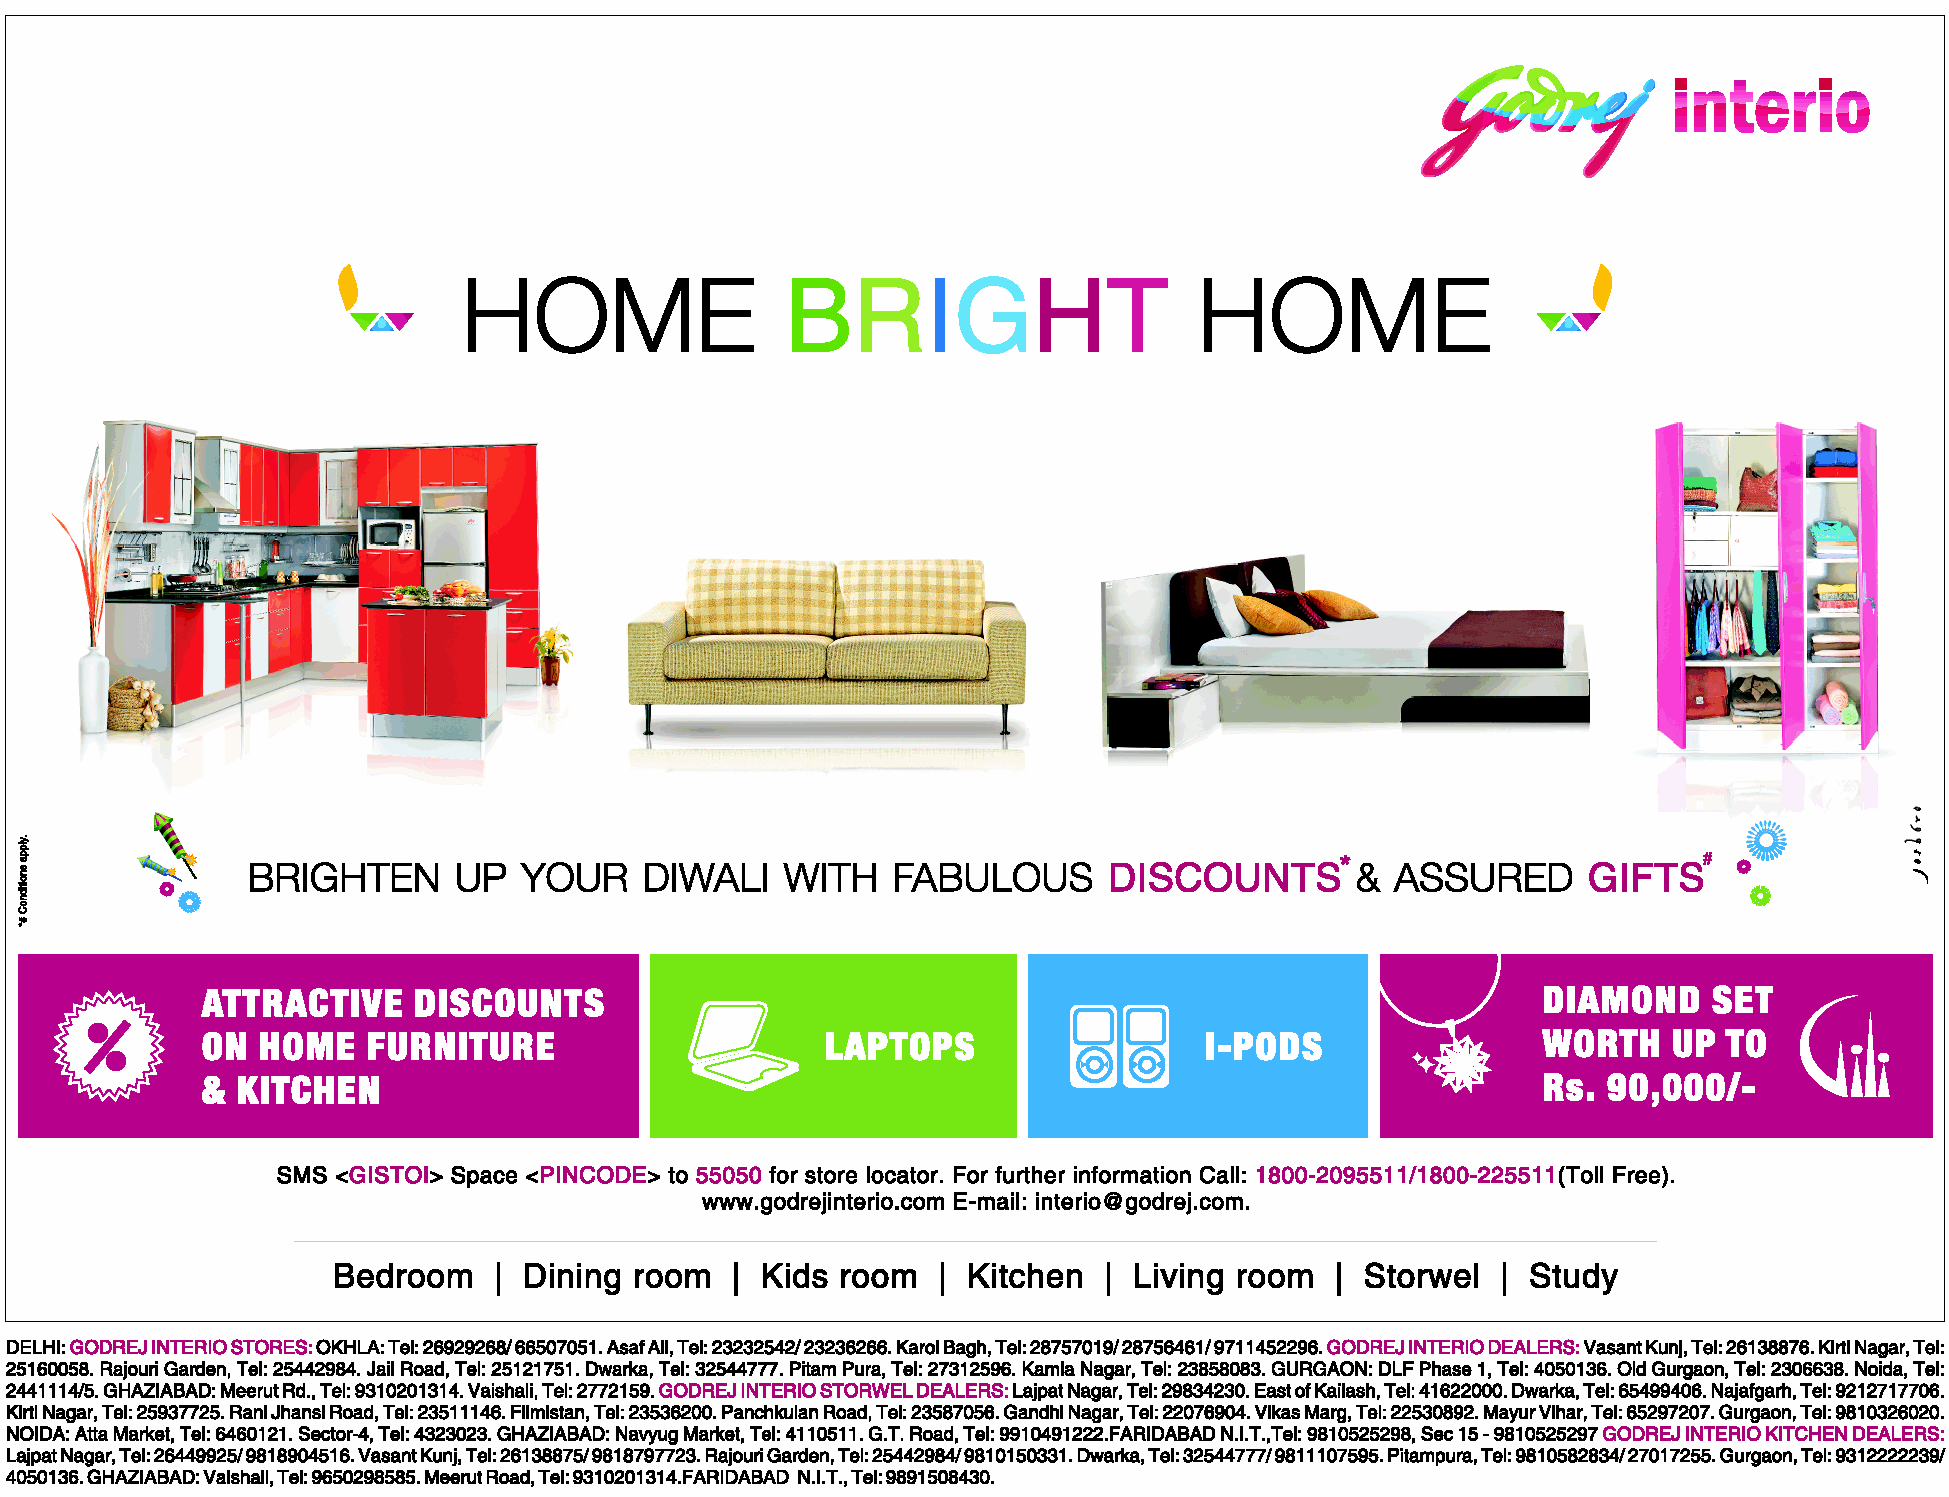 Godrej interio
HOME BRIGHT HOME
*# Conditions apply.
BRIGHTEN UP YOUR DIWALI WITH FABULOUS DISCOUNTS* & ASSURED GIFTS#
ATTRACTIVE DISCOUNTS
ON HOME FURNITURE
& KITCHEN
LAPTOPS
I-PODS
DIAMOND SET
WORTH UP TO
Rs. 90,000/-
SMS <GISTOI> Space <PINCODE> to 55050 for store locator. For further information Call: 1800-2095511/1800-225511(Toll Free).
www.godrejinterio.com E-mail: interio@godrej.com.
Bedroom | Dining room | Kids room | Kitchen | Living room | Storwel | Study
DELHI: GODREJ INTERIO STORES: OKHLA: Tel: 26929268/ 66507051. Asaf Ali, Tel: 23232542/ 23236266. Karol Bagh, Tel: 28757019/ 28756461/ 9711452296. GODREJ INTERIO DEALERS: Vasant Kunj, Tel: 26138876. Kirti Nagar, Tel:
25160058. Rajouri Garden, Tel: 25442984. Jail Road, Tel: 25121751. Dwarka, Tel: 32544777. Pitam Pura, Tel: 27312596. Kamla Nagar, Tel: 23858083. GURGAON: DLF Phase 1, Tel: 4050136. Old Gurgaon, Tel: 2306638. Noida, Tel:
2441114/5. GHAZIABAD: Meerut Rd., Tel: 9310201314. Vaishali, Tel: 2772159. GODREJ INTERIO STORWEL DEALERS: Lajpat Nagar, Tel: 29834230. East of Kailash, Tel: 41622000. Dwarka, Tel: 65499406. Najafgarh, Tel: 9212717706.
Kirti Nagar, Tel: 25937725. Rani Jhansi Road, Tel: 23511146. Filmistan, Tel: 23536200. Panchkuian Road, Tel: 23587056. Gandhi Nagar, Tel: 22076904. Vikas Marg, Tel: 22530892. Mayur Vihar, Tel: 65297207. Gurgaon, Tel: 9810326020.
NOIDA: Atta Market, Tel: 6460121. Sector-4, Tel: 4323023. GHAZIABAD: Navyug Market, Tel: 4110511. G.T. Road, Tel: 9910491222.FARIDABAD N.I.T.,Tel: 9810525298, Sec 15 - 9810525297 GODREJ INTERIO KITCHEN DEALERS:
Lajpat Nagar, Tel: 26449925/ 9818904516. Vasant Kunj, Tel: 26138875/ 9818797723. Rajouri Garden, Tel: 25442984/ 9810150331. Dwarka, Tel: 32544777/ 9811107595. Pitampura, Tel: 9810582834/ 27017255. Gurgaon, Tel: 9312222239/
4050136. GHAZIABAD: Vaishali, Tel: 9650298585. Meerut Road, Tel: 9310201314.FARIDABAD N.I.T., Tel: 9891508430.